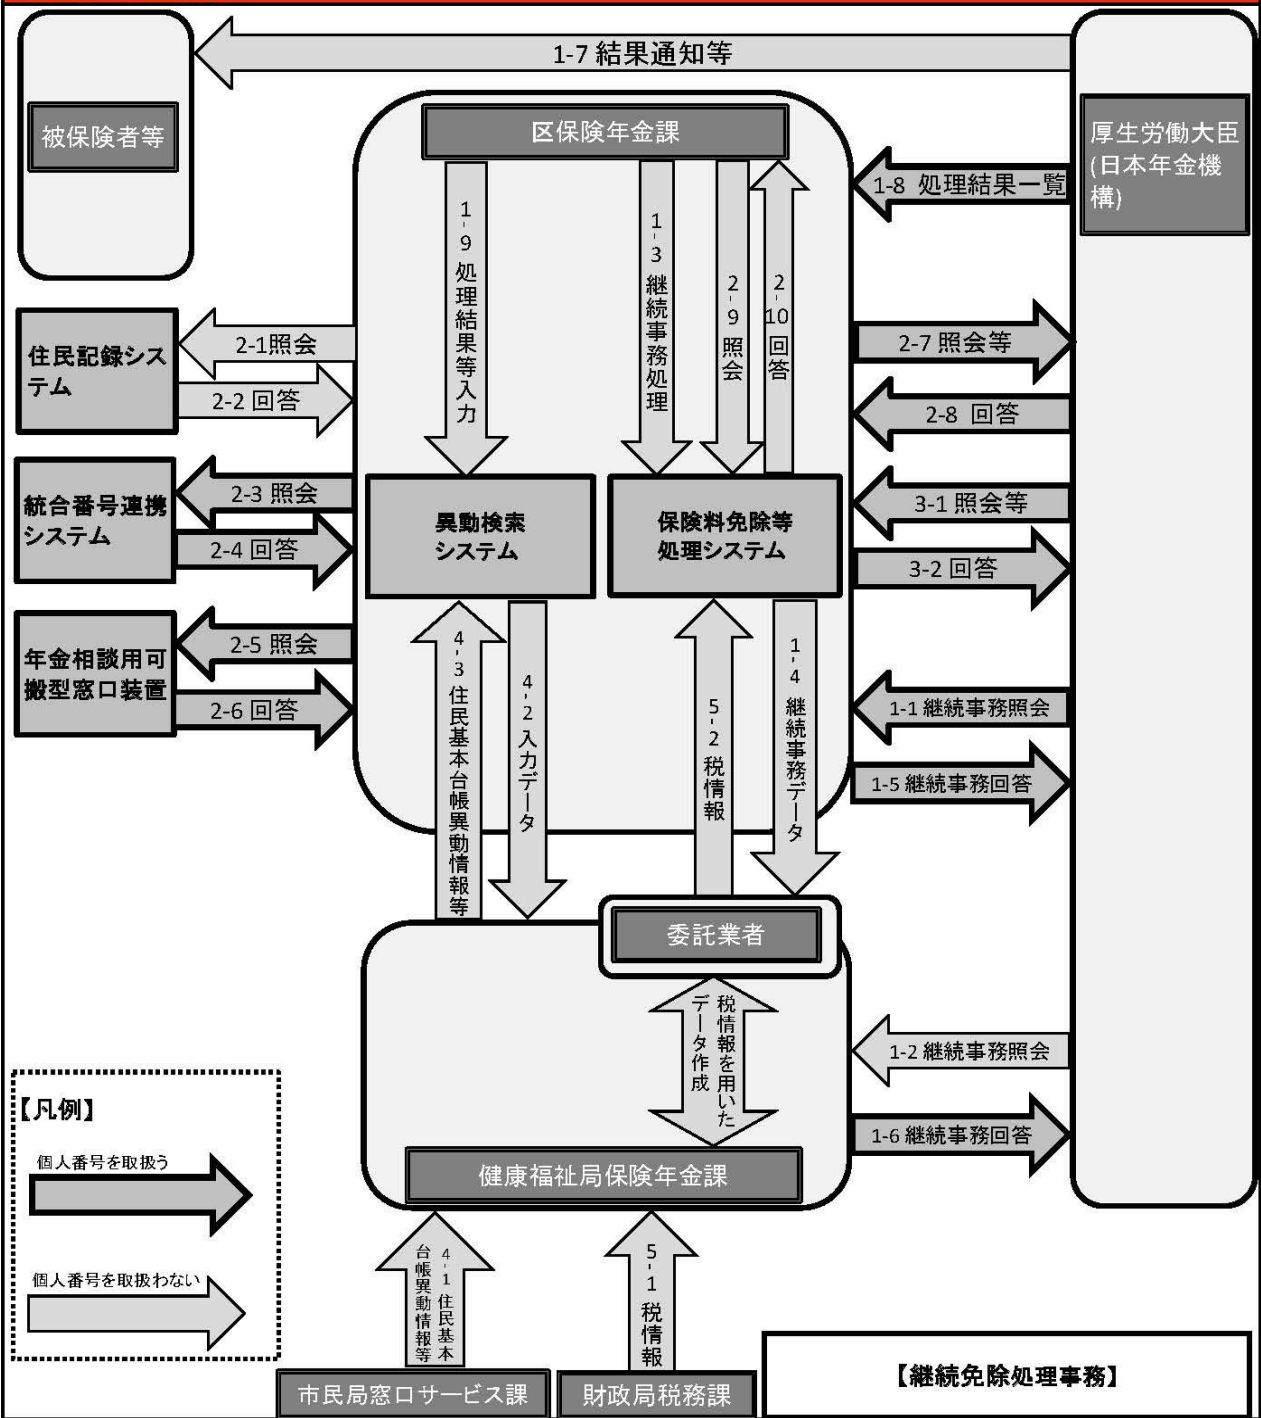 1-7 結果通知等
被保険者等
区保険年金課
厚生労働大臣
(日本年金機
構)
1-8 処理結果一覧
1-9 処理結果等入力
1-3 継続事務処理
2-9 照会
2-10 回答
住民記録シス
テム
2-1照会
2-2 回答
2-7 照会等
2-8 回答
統合番号連携
システム
2-3 照会
2-4 回答
異動検索
システム
保険料免除等
処理システム
3-1 照会等
3-2 回答
年金相談用可
搬型窓口装置
2-5 照会
2-6 回答
4-3 住民基本台帳異動情報等
4-2 入力データ
5-2 税情報
1-4 継続事務データ
1-1 継続事務照会
1-5 継続事務回答
委託業者
税情報を用いた
データ作成
1-2 継続事務照会
1-6 継続事務回答
健康福祉局保険年金課
【凡例】
個人番号を取扱う
個人番号を取扱わない
4-1 住民基本
台帳異動情報等
5-1 税情報
市民局窓口サービス課
財政局税務課
【継続免除処理事務】